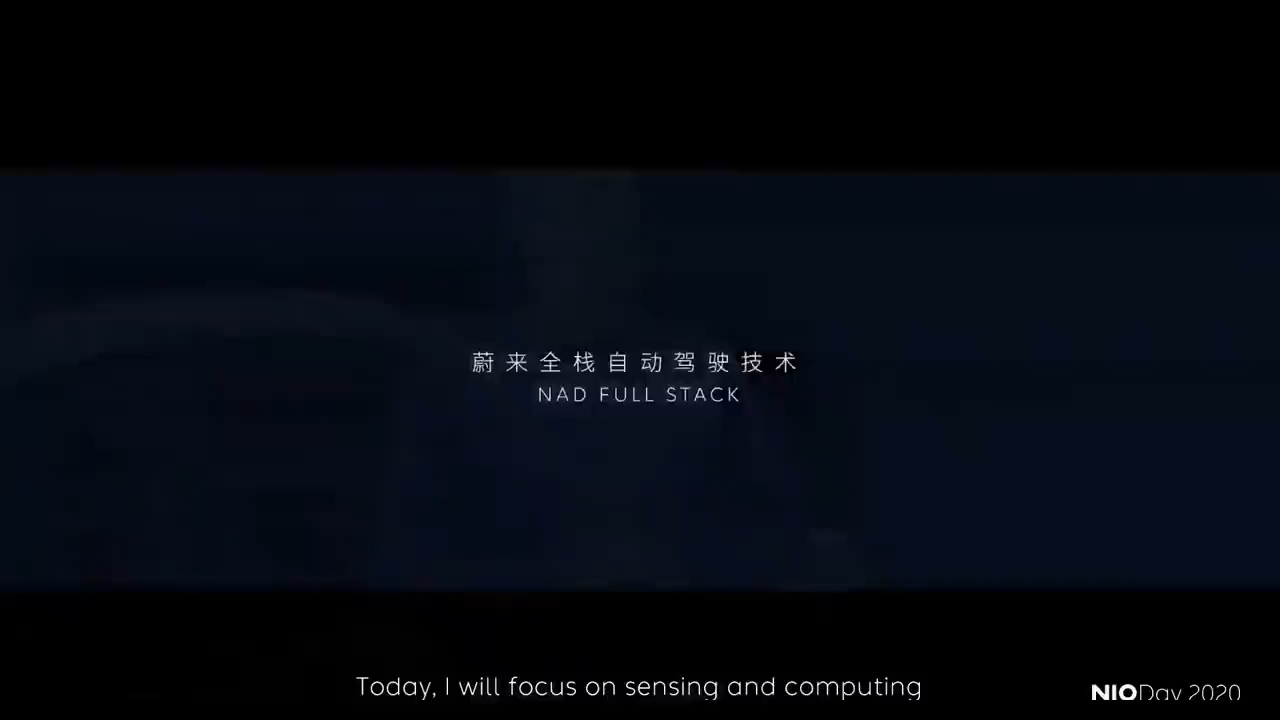 蔚来全栈自动驾驶技术
NAD FULL STACK
Today, I will focus on sensing and computing
NIODay 2020